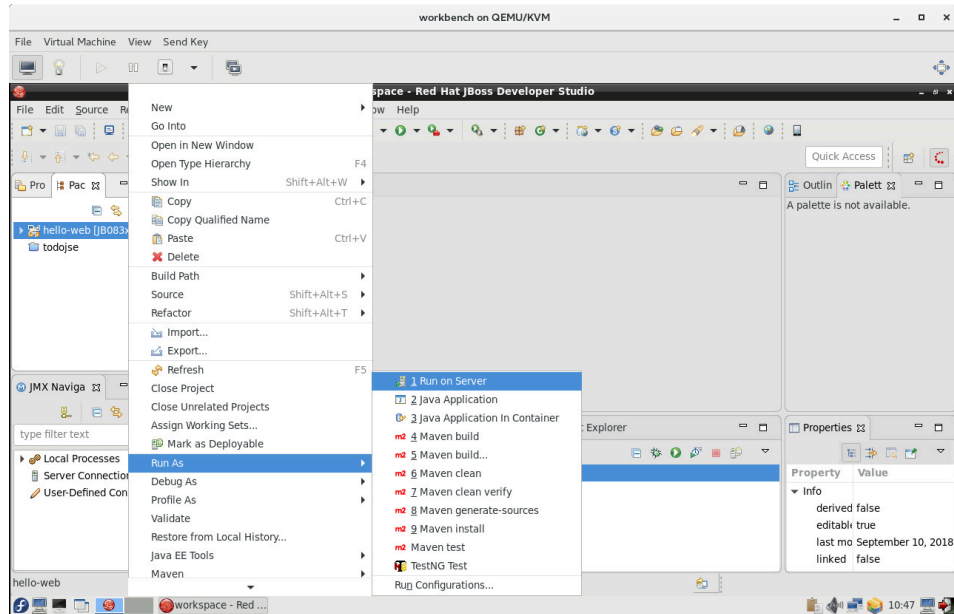 workbench on QEMU/KVM
File Virtual Machine View Send Key
space - Red Hat JBoss Developer Studio
File Edit Source Re
ow Help
Quick Access
Pro Pac
Outlin Palett
A palette is not available.
hello-web [JB083x
todojse
New
Go Into
Open in New Window
Open Type Hierarchy F4
Show In Shift+Alt+W
Copy Ctrl+C
Copy Qualified Name
Paste Ctrl+V
Delete
Build Path
Source Shift+Alt+S
Refactor Shift+Alt+T
Import...
Export...
Refresh F5
Close Project
Close Unrelated Projects
Assign Working Sets...
Mark as Deployable
Run As
Debug As
Profile As
Validate
Restore from Local History...
Java EE Tools
Maven
1 Run on Server
2 Java Application
3 Java Application In Container
m2 4 Maven build
m2 5 Maven build...
m2 6 Maven clean
m2 7 Maven clean verify
m2 8 Maven generate-sources
m2 9 Maven install
m2 Maven test
TestNG Test
Run Configurations...
JMX Naviga
type filter text
Local Processes
Server Connection
User-Defined Con
Explorer
Properties
Property Value
Info
derived false
editable true
last mo September 10, 2018
linked false
hello-web
workspace - Red ...
10:47